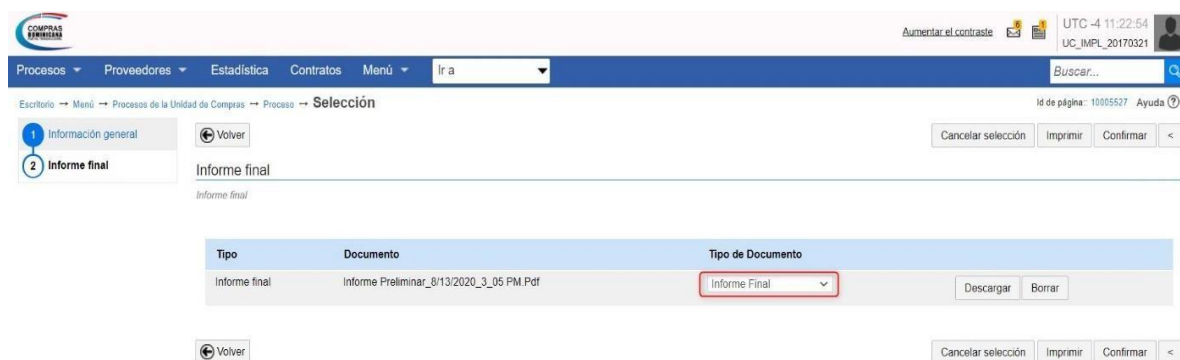 COMPRAS
DOMINICANA
Aumentar el contraste
6
1
UTC -4 11:22:54
UC_IMPL_20170321
Procesos Proveedores Estadística Contratos Menú Ir a Buscar...
Escritorio → Menú → Procesos de la Unidad de Compras → Proceso → Selección
Id de página:: 10005527 Ayuda ?
1 Información general
Volver Cancelar selección Imprimir Confirmar <
2 Informe final
Informe final
Informe final
Tipo Documento Tipo de Documento
Informe final Informe Preliminar_8/13/2020_3_05 PM.Pdf Informe Final Descargar Borrar
Volver Cancelar selección Imprimir Confirmar <